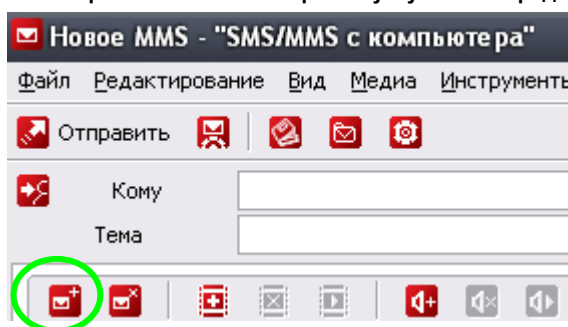 Новое MMS - "SMS/MMS с компьютера"
Файл Редактирование Вид Медиа Инструменты
Отправить
Кому
Тема